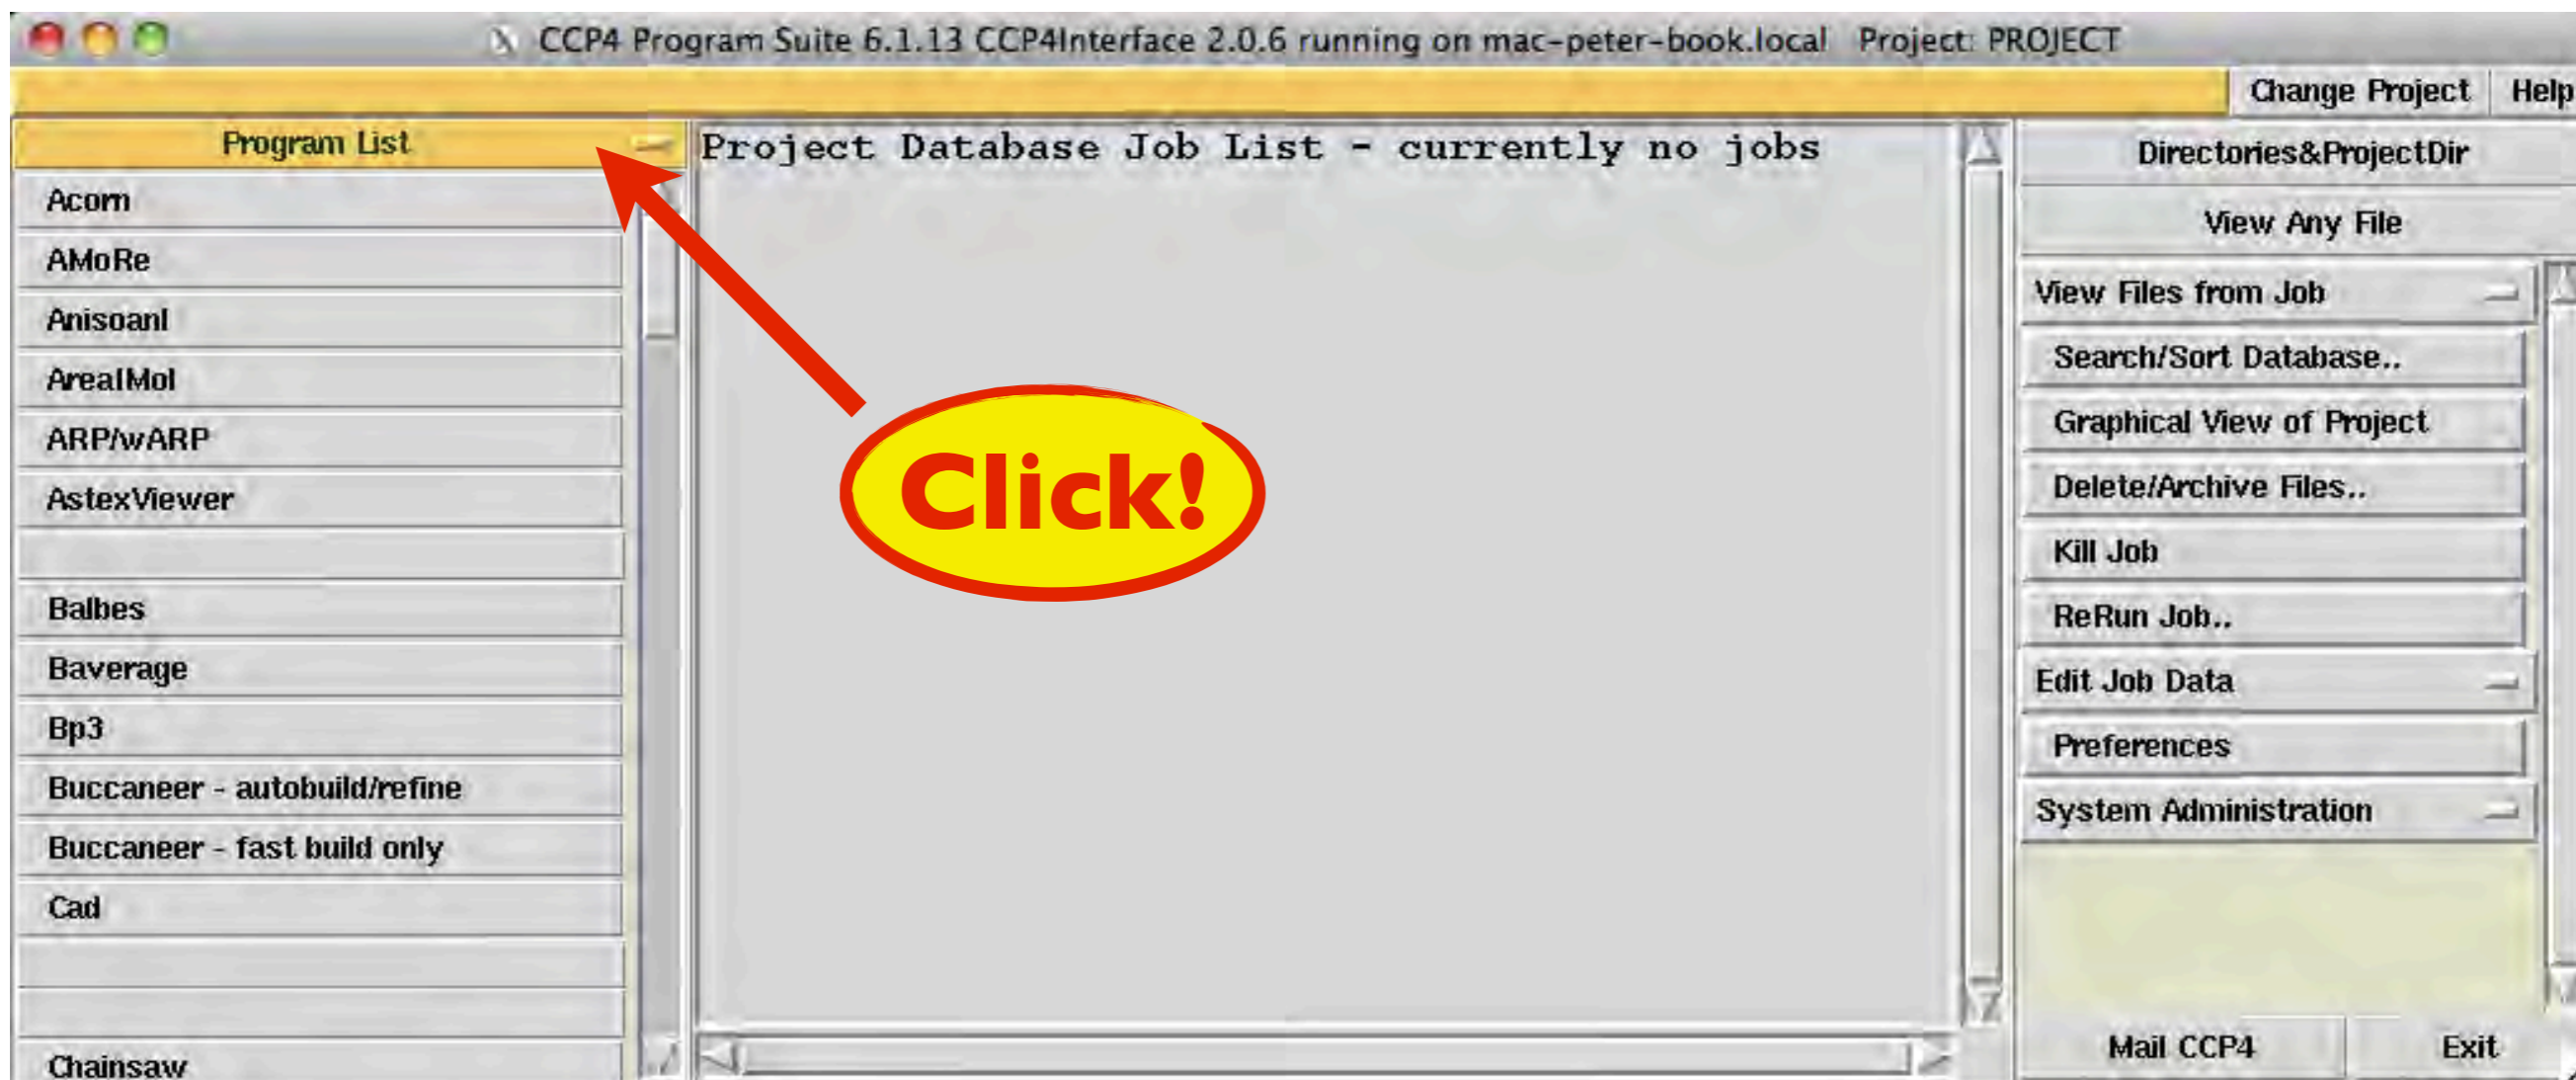 CCP4 Program Suite 6.1.13 CCP4Interface 2.0.6 running on mac-peter-book.local Project: PROJECT
Change Project Help
Program List
Acorn
AMoRe
Anisoanl
ArealMol
ARP/wARP
AstexViewer
Balbes
Baverage
Bp3
Buccaneer - autobuild/refine
Buccaneer - fast build only
Cad
Chainsaw
Project Database Job List - currently no jobs
Click!
Directories&ProjectDir
View Any File
View Files from Job
Search/Sort Database..
Graphical View of Project
Delete/Archive Files..
Kill Job
ReRun Job..
Edit Job Data
Preferences
System Administration
Mail CCP4 Exit